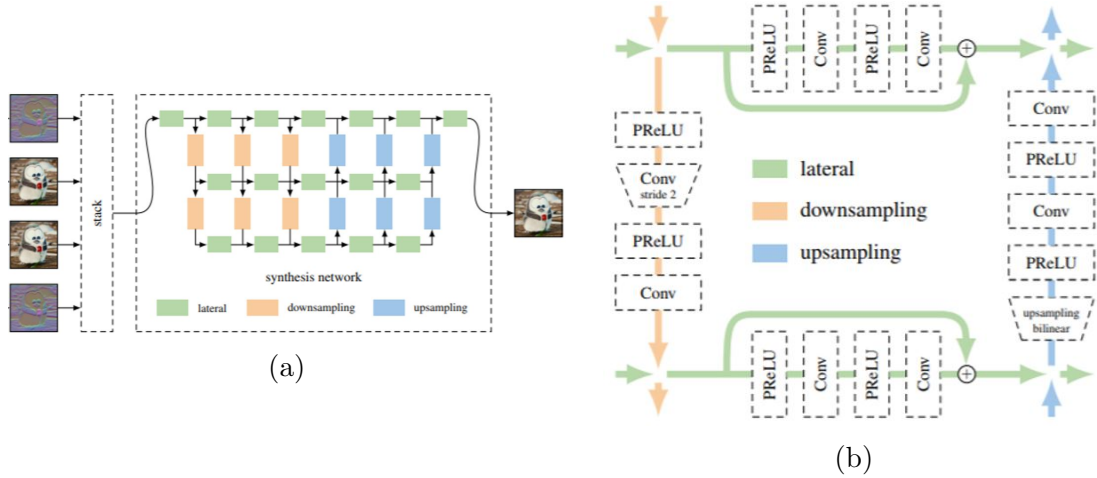 stack
synthesis network
lateral
downsampling
upsampling
(a)
PReLU
Conv
PReLU
Conv
PReLU
Conv
stride 2
PReLU
Conv
lateral
downsampling
upsampling
Conv
PReLU
Conv
PReLU
upsampling
bilinear
PReLU
Conv
PReLU
Conv
(b)